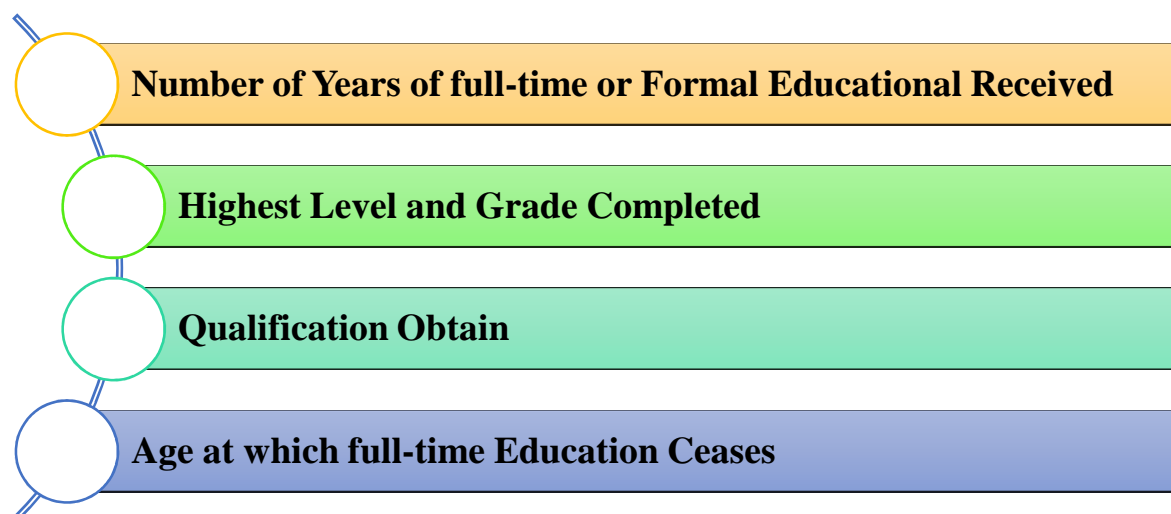 Number of Years of full-time or Formal Educational Received
Highest Level and Grade Completed
Qualification Obtain
Age at which full-time Education Ceases